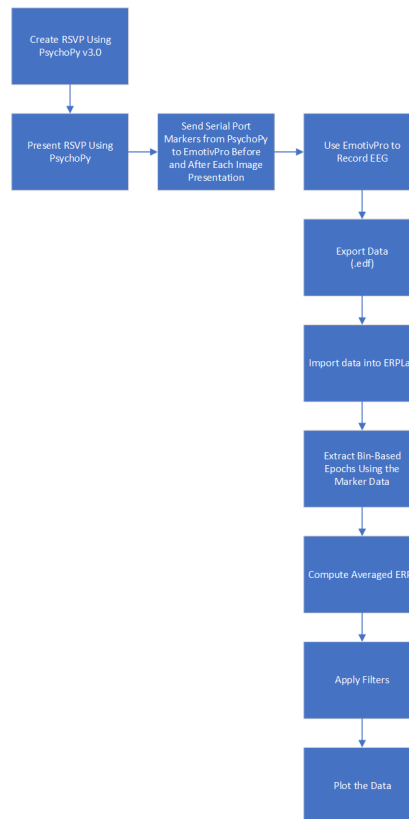 Create RSVP Using
PsychoPy v3.0
Present RSVP Using
PsychoPy
Send Serial Port
Markers from PsychoPy
to EmotivPro Before
and After Each Image
Presentation
Use EmotivPro to
Record EEG
Export Data
(.edf)
Import data into
Extract Bin-Based
Epochs Using the
Marker Data
Compute Averaged
Apply Filters
Plot the Data